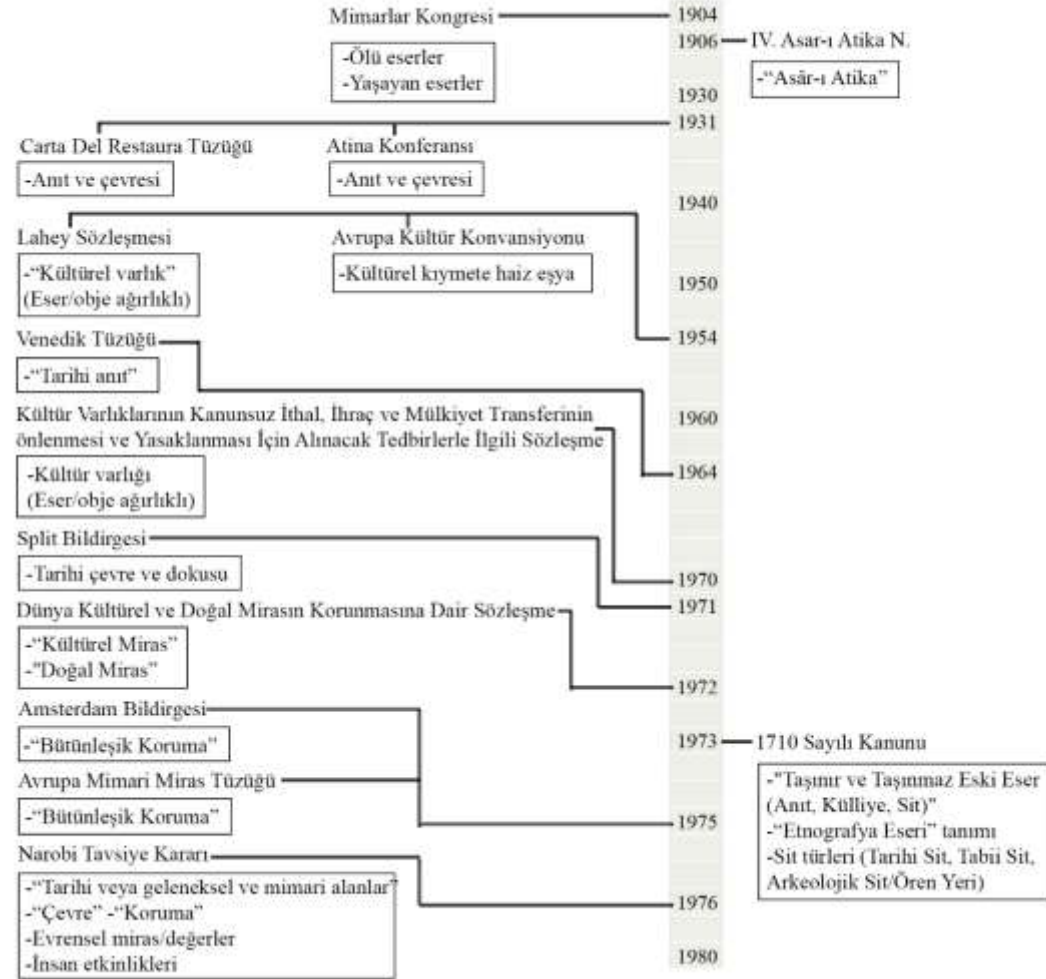 Mimarlar Kongresi
-Ölü eserler
-Yaşayan eserler
Carta Del Restaura Tüzüğü
-Anıt ve çevresi
Atina Konferansı
-Anıt ve çevresi
Lahey Sözleşmesi
-“Kültürel varlık”
(Eser/obje ağırlıklı)
Avrupa Kültür Konvansiyonu
-Kültürel kıymete haiz eşya
Venedik Tüzüğü
-“Tarihi anıt”
Kültür Varlıklarının Kanunsuz İthal, İhraç ve Mülkiyet Transferinin
önlenmesi ve Yasaklanması İçin Alınacak Tedbirlerle İlgili Sözleşme
-Kültür varlığı
(Eser/obje ağırlıklı)
Split Bildirgesi
-Tarihi çevre ve dokusu
Dünya Kültürel ve Doğal Mirasın Korunmasına Dair Sözleşme
-“Kültürel Miras”
-"Doğal Miras”
Amsterdam Bildirgesi
-“Bütünleşik Koruma”
Avrupa Mimari Miras Tüzüğü
-“Bütünleşik Koruma”
Narobi Tavsiye Kararı
-“Tarihi veya geleneksel ve mimari alanlar”
-“Çevre” -“Koruma”
-Evrensel miras/değerler
-İnsan etkinlikleri
1904
1906
1930
1931
1940
1950
1954
1960
1964
1970
1971
1972
1973
1975
1976
1980
IV. Asar-ı Atika N.
-“Asâr-ı Atika”
1710 Sayılı Kanunu
-"Taşınır ve Taşınmaz Eski Eser
(Anıt, Külliye, Sit)"
-“Etnografya Eseri” tanımı
-Sit türleri (Tarihi Sit, Tabii Sit,
Arkeolojik Sit/Ören Yeri)